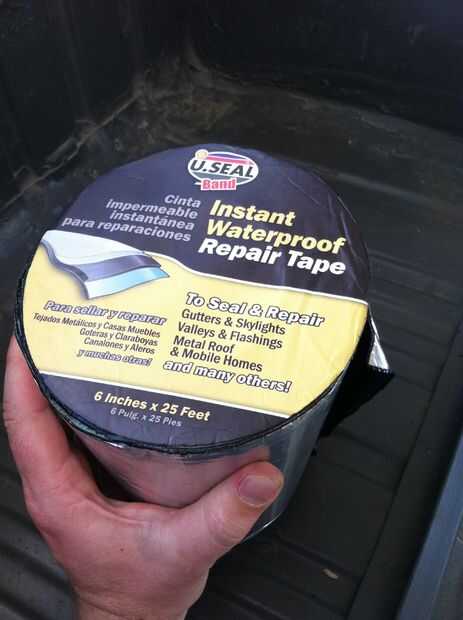 U.SEAL
Band
Cinta
impermeable
instantánea
para reparaciones
Instant
Waterproof
Repair Tape
Para sellar y reparar
Tejados Metálicos y Casas Muebles
Goteras y Claraboyas
Canalones y Aleros
y muchas otras!
To Seal & Repair
Gutters & Skylights
Valleys & Flashings
Metal Roof
& Mobile Homes
and many others!
6 Inches x 25 Feet
6 Pulg. x 25 Pies